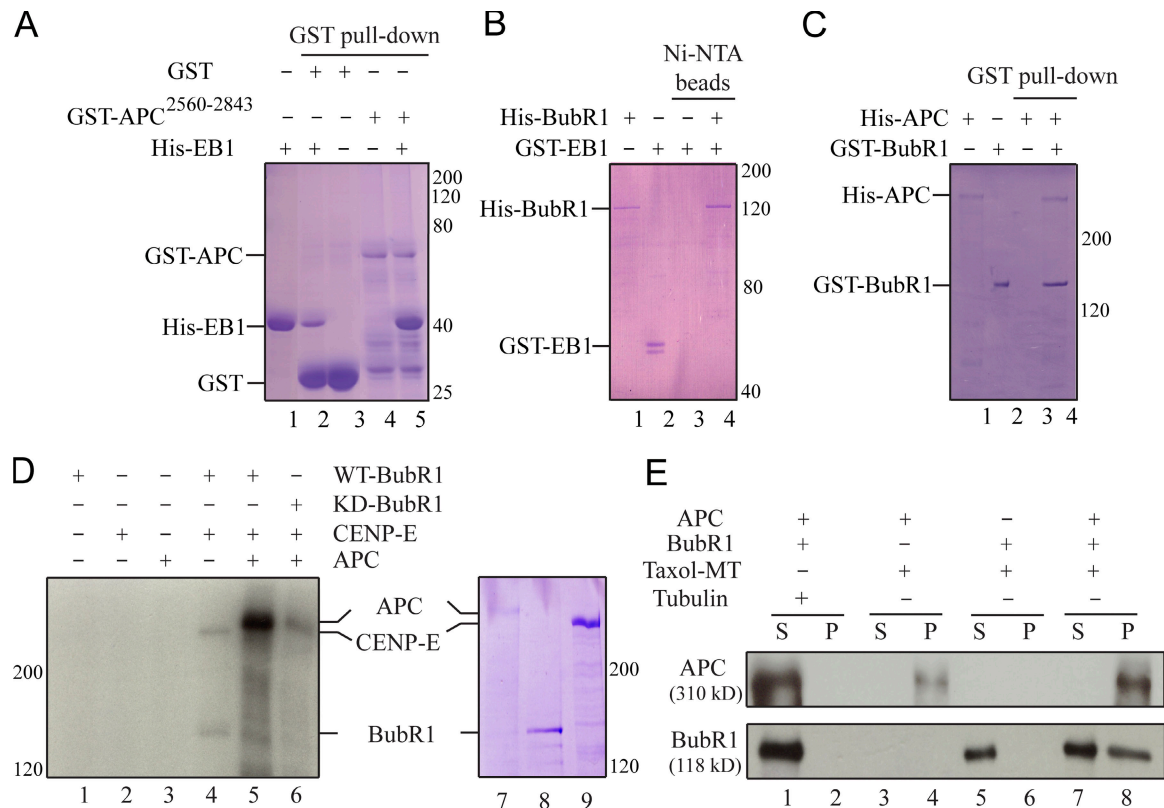 A
GST pull-down
GST – + + – –
GST-APC2560-2843 – – – + +
His-EB1 + + – – +
200
120
80
GST-APC
His-EB1
40
GST
25
1 2 3 4 5
B
Ni-NTA
beads
His-BubR1 + – – +
GST-EB1 – + + +
200
His-BubR1
120
80
GST-EB1
40
1 2 3 4
C
GST pull-down
His-APC + – + +
GST-BubR1 – + – +
His-APC
200
GST-BubR1
120
1 2 3 4
D
+ – – + + – WT-BubR1
– – – – – + KD-BubR1
– + – + + + CENP-E
– – + – + + APC
APC
CENP-E
200
200
BubR1
120
120
1 2 3 4 5 6
7 8 9
E
APC + + – +
BubR1 + – + +
Taxol-MT – + + +
Tubulin + – – –
S P S P S P S P
APC
(310 kD)
BubR1
(118 kD)
1 2 3 4 5 6 7 8